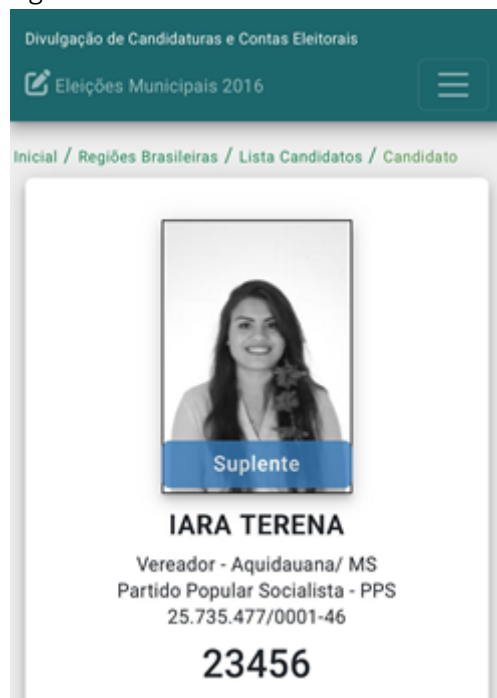 Divulgação de Candidaturas e Contas Eleitorais
Eleições Municipais 2016
Inicial / Regiões Brasileiras / Lista Candidatos / Candidato
Suplente
IARA TERENA
Vereador - Aquidauana/ MS
Partido Popular Socialista - PPS
25.735.477/0001-46
23456